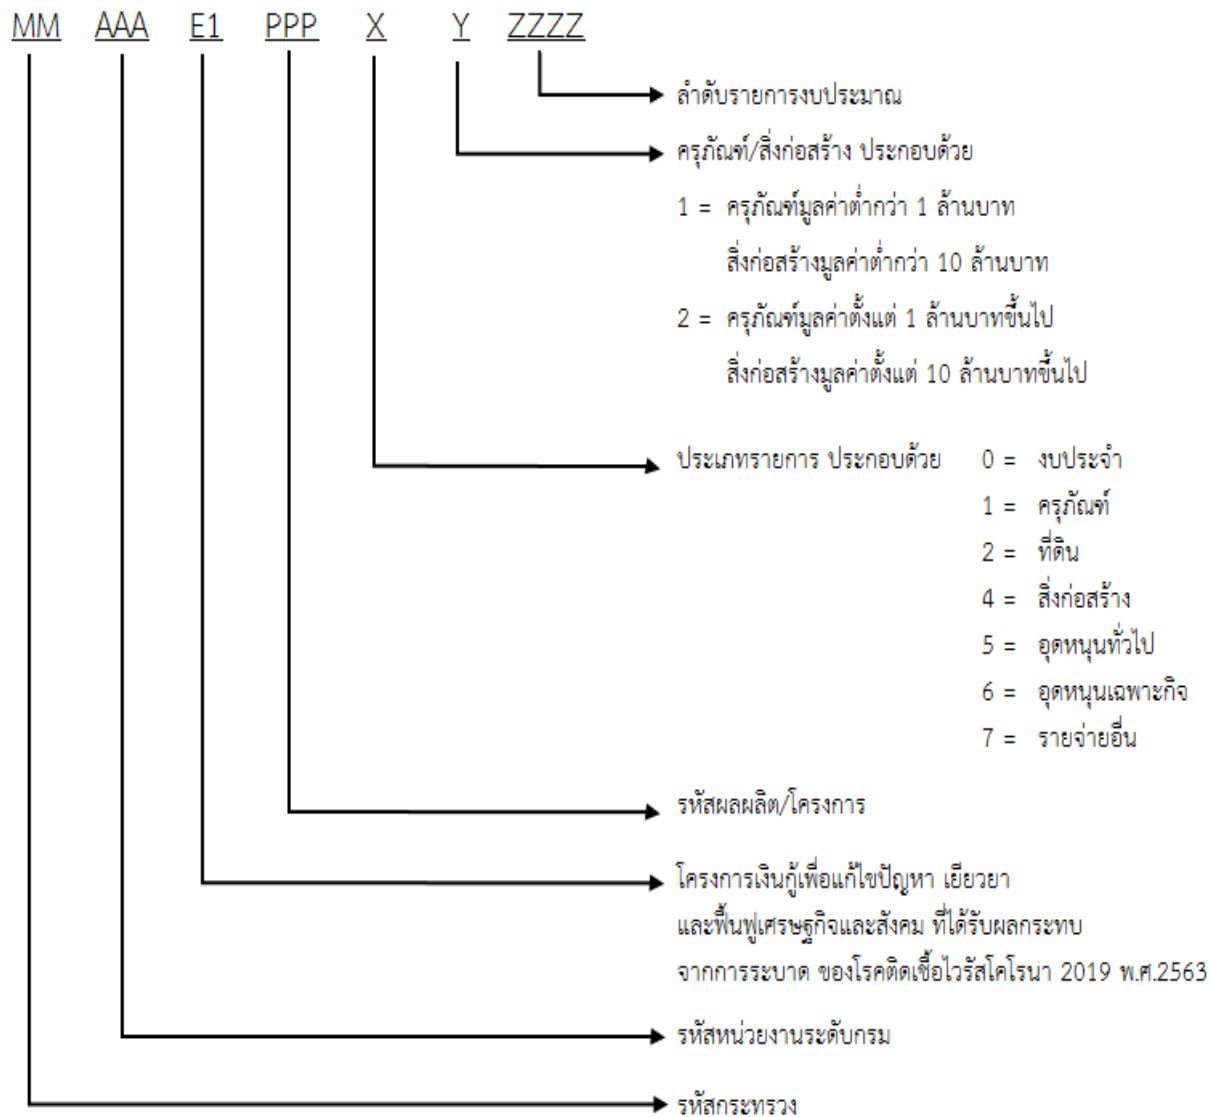 MM AAA E1 PPP X Y ZZZZ
ลำดับรายการงบประมาณ
ครุภัณฑ์/สิ่งก่อสร้าง ประกอบด้วย
1 = ครุภัณฑ์มูลค่าต่ำกว่า 1 ล้านบาท
สิ่งก่อสร้างมูลค่าต่ำกว่า 10 ล้านบาท
2 = ครุภัณฑ์มูลค่าตั้งแต่ 1 ล้านบาทขึ้นไป
สิ่งก่อสร้างมูลค่าตั้งแต่ 10 ล้านบาทขึ้นไป
ประเภทรายการ ประกอบด้วย 0 = งบประจำ
1 = ครุภัณฑ์
2 = ที่ดิน
4 = สิ่งก่อสร้าง
5 = อุดหนุนทั่วไป
6 = อุดหนุนเฉพาะกิจ
7 = รายจ่ายอื่น
รหัสผลผลิต/โครงการ
โครงการเงินกู้เพื่อแก้ไขปัญหา เยียวยา
และฟื้นฟูเศรษฐกิจและสังคม ที่ได้รับผลกระทบ
จากการระบาด ของโรคติดเชื้อไวรัสโคโรนา 2019 พ.ศ.2563
รหัสหน่วยงานระดับกรม
รหัสกระทรวง